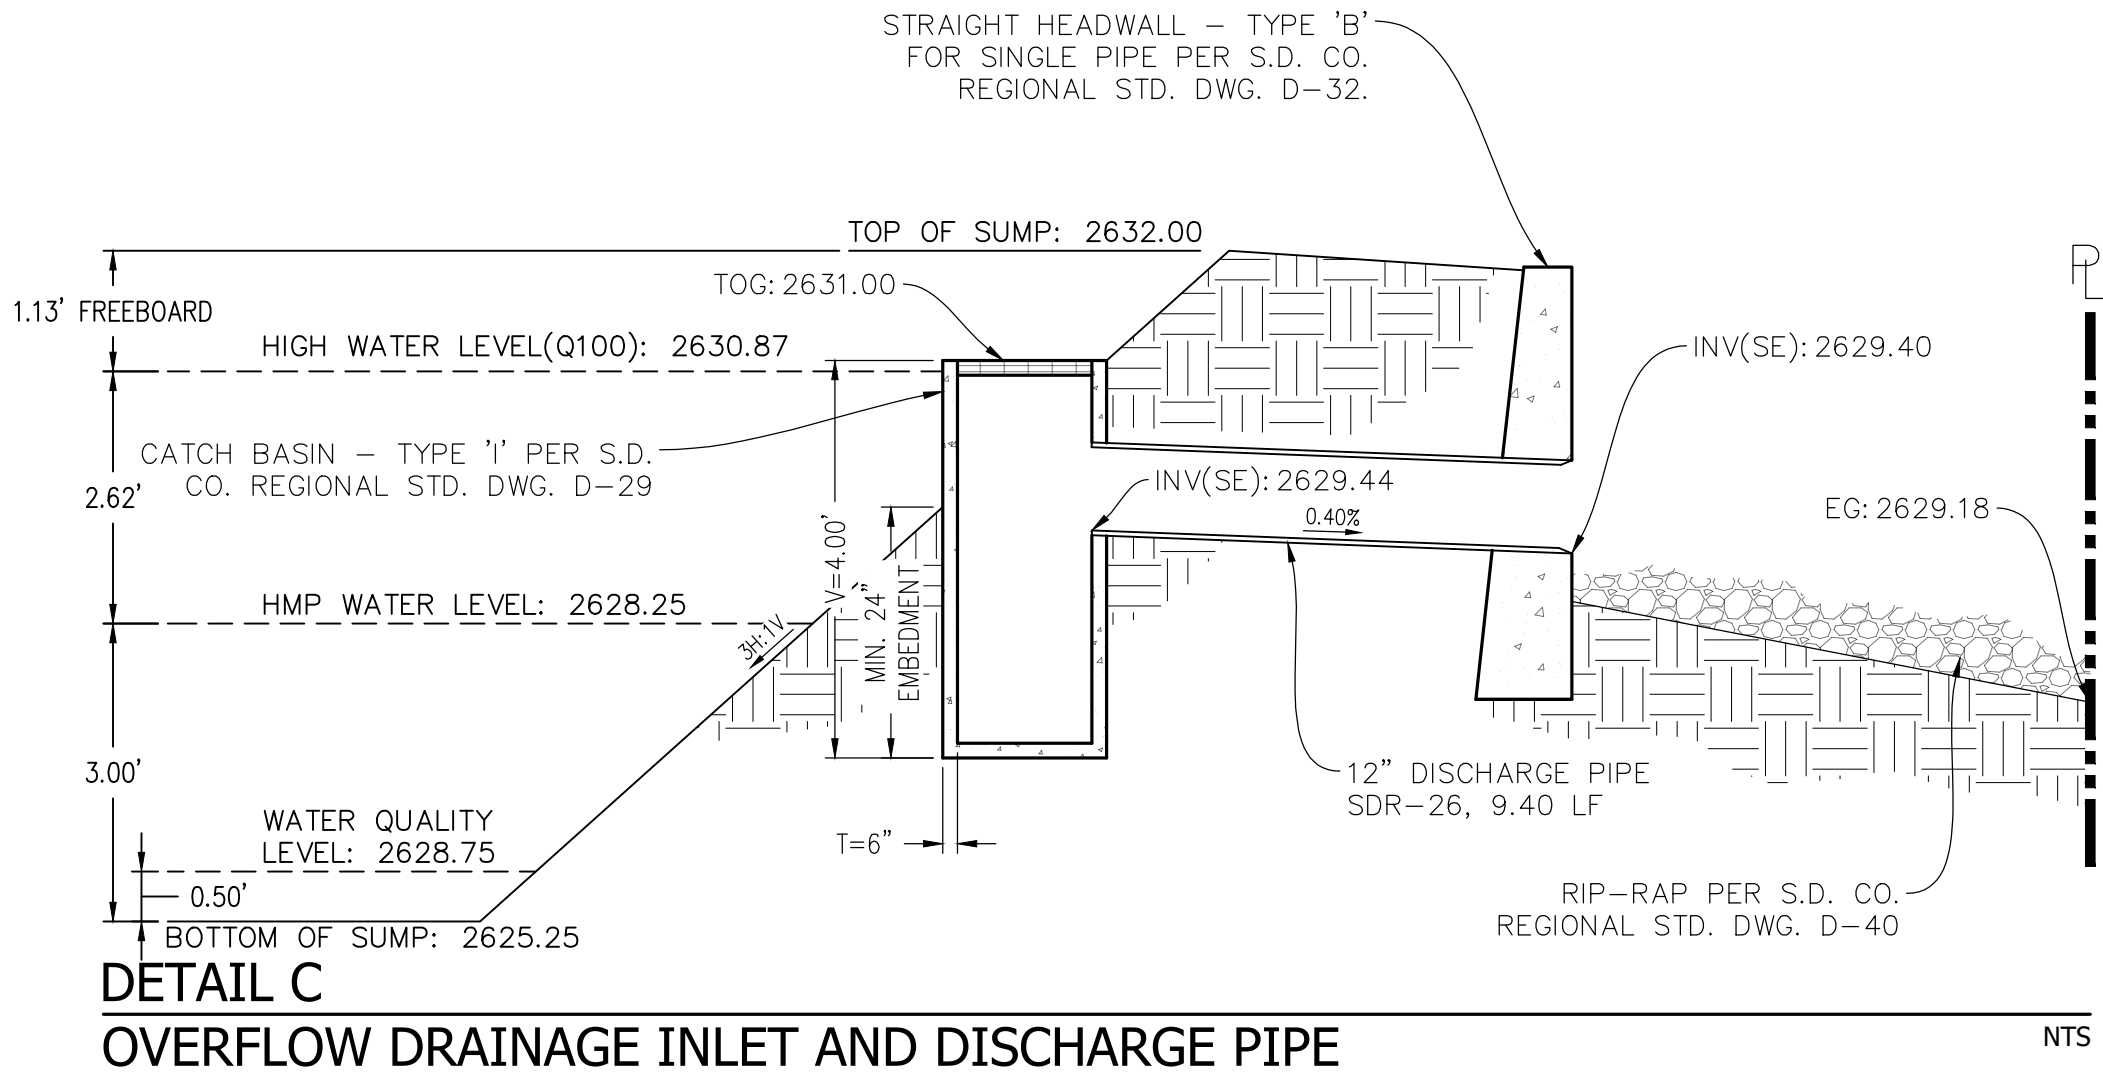 STRAIGHT HEADWALL – TYPE 'B'
FOR SINGLE PIPE PER S.D. CO.
REGIONAL STD. DWG. D–32.
TOP OF SUMP: 2632.00
TOG: 2631.00
1.13' FREEBOARD
HIGH WATER LEVEL(Q100): 2630.87
INV(SE): 2629.40
CATCH BASIN – TYPE 'I' PER S.D.
CO. REGIONAL STD. DWG. D–29
2.62'
INV(SE): 2629.44
0.40%
EG: 2629.18
PL
V=4.00'
MIN. 24"
EMBEDMENT
HMP WATER LEVEL: 2628.25
3H:1V
3.00'
12" DISCHARGE PIPE
SDR–26, 9.40 LF
WATER QUALITY
LEVEL: 2628.75
T=6"
0.50'
RIP–RAP PER S.D. CO.
REGIONAL STD. DWG. D–40
BOTTOM OF SUMP: 2625.25
DETAIL C
OVERFLOW DRAINAGE INLET AND DISCHARGE PIPE
NTS